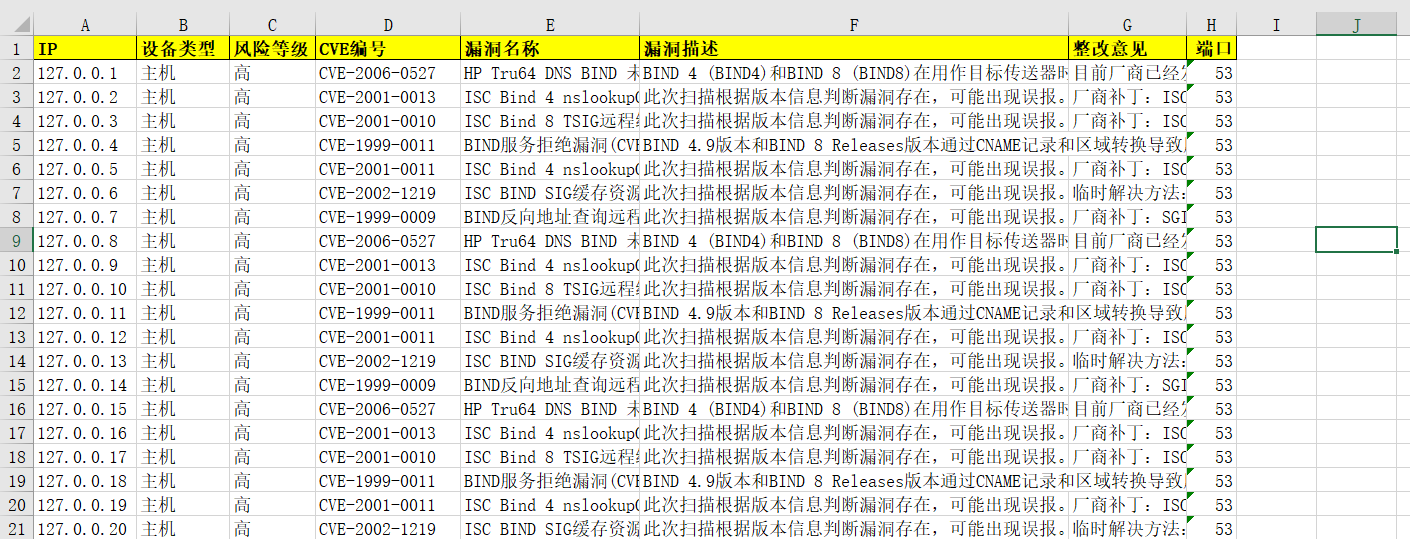 A B C D E F G H I J
1 IP 设备类型 风险等级 CVE编号 漏洞名称 漏洞描述 整改意见 端口
2 127.0.0.1 主机 高 CVE-2006-0527 HP Tru64 DNS BIND BIND 4 (BIND4)和BIND 8 (BIND8)在用作目标传送器时 目前厂商已经 53
3 127.0.0.2 主机 高 CVE-2001-0013 ISC Bind 4 nslookup 此次扫描根据版本信息判断漏洞存在，可能出现误报。 厂商补丁：ISC 53
4 127.0.0.3 主机 高 CVE-2001-0010 ISC Bind 8 TSIG远程 此次扫描根据版本信息判断漏洞存在，可能出现误报。 厂商补丁：ISC 53
5 127.0.0.4 主机 高 CVE-1999-0011 BIND服务拒绝漏洞(CVE BIND 4.9版本和BIND 8 Releases版本通过CNAME记录和区域转换导致 53
6 127.0.0.5 主机 高 CVE-2001-0011 ISC Bind 4 nslookup 此次扫描根据版本信息判断漏洞存在，可能出现误报。 厂商补丁：ISC 53
7 127.0.0.6 主机 高 CVE-2002-1219 ISC BIND SIG缓存资源 此次扫描根据版本信息判断漏洞存在，可能出现误报。 临时解决方法： 53
8 127.0.0.7 主机 高 CVE-1999-0009 BIND反向地址查询远程 此次扫描根据版本信息判断漏洞存在，可能出现误报。 厂商补丁：SGI 53
9 127.0.0.8 主机 高 CVE-2006-0527 HP Tru64 DNS BIND BIND 4 (BIND4)和BIND 8 (BIND8)在用作目标传送器时 目前厂商已经 53
10 127.0.0.9 主机 高 CVE-2001-0013 ISC Bind 4 nslookup 此次扫描根据版本信息判断漏洞存在，可能出现误报。 厂商补丁：ISC 53
11 127.0.0.10 主机 高 CVE-2001-0010 ISC Bind 8 TSIG远程 此次扫描根据版本信息判断漏洞存在，可能出现误报。 厂商补丁：ISC 53
12 127.0.0.11 主机 高 CVE-1999-0011 BIND服务拒绝漏洞(CVE BIND 4.9版本和BIND 8 Releases版本通过CNAME记录和区域转换导致 53
13 127.0.0.12 主机 高 CVE-2001-0011 ISC Bind 4 nslookup 此次扫描根据版本信息判断漏洞存在，可能出现误报。 厂商补丁：ISC 53
14 127.0.0.13 主机 高 CVE-2002-1219 ISC BIND SIG缓存资源 此次扫描根据版本信息判断漏洞存在，可能出现误报。 临时解决方法： 53
15 127.0.0.14 主机 高 CVE-1999-0009 BIND反向地址查询远程 此次扫描根据版本信息判断漏洞存在，可能出现误报。 厂商补丁：SGI 53
16 127.0.0.15 主机 高 CVE-2006-0527 HP Tru64 DNS BIND BIND 4 (BIND4)和BIND 8 (BIND8)在用作目标传送器时 目前厂商已经 53
17 127.0.0.16 主机 高 CVE-2001-0013 ISC Bind 4 nslookup 此次扫描根据版本信息判断漏洞存在，可能出现误报。 厂商补丁：ISC 53
18 127.0.0.17 主机 高 CVE-2001-0010 ISC Bind 8 TSIG远程 此次扫描根据版本信息判断漏洞存在，可能出现误报。 厂商补丁：ISC 53
19 127.0.0.18 主机 高 CVE-1999-0011 BIND服务拒绝漏洞(CVE BIND 4.9版本和BIND 8 Releases版本通过CNAME记录和区域转换导致 53
20 127.0.0.19 主机 高 CVE-2001-0011 ISC Bind 4 nslookup 此次扫描根据版本信息判断漏洞存在，可能出现误报。 厂商补丁：ISC 53
21 127.0.0.20 主机 高 CVE-2002-1219 ISC BIND SIG缓存资源 此次扫描根据版本信息判断漏洞存在，可能出现误报。 临时解决方法： 53